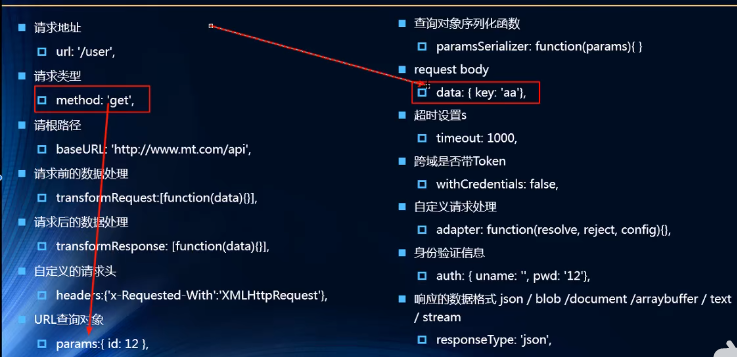 请求地址
url: '/user',
请求类型
method: 'get',
请根路径
baseURL: 'http://www.mt.com/api',
请求前的数据处理
transformRequest:[function(data){}],
请求后的数据处理
transformResponse: [function(data){}],
自定义的请求头
headers:{'x-Requested-With':'XMLHttpRequest'},
URL查询对象
params:{ id: 12 },
查询对象序列化函数
paramsSerializer: function(params){ }
request body
data: { key: 'aa'},
超时设置s
timeout: 1000,
跨域是否带Token
withCredentials: false,
自定义请求处理
adapter: function(resolve, reject, config){},
身份验证信息
auth: { uname: '', pwd: '12'},
响应的数据格式 json / blob /document /arraybuffer / text
/ stream
responseType: 'json',